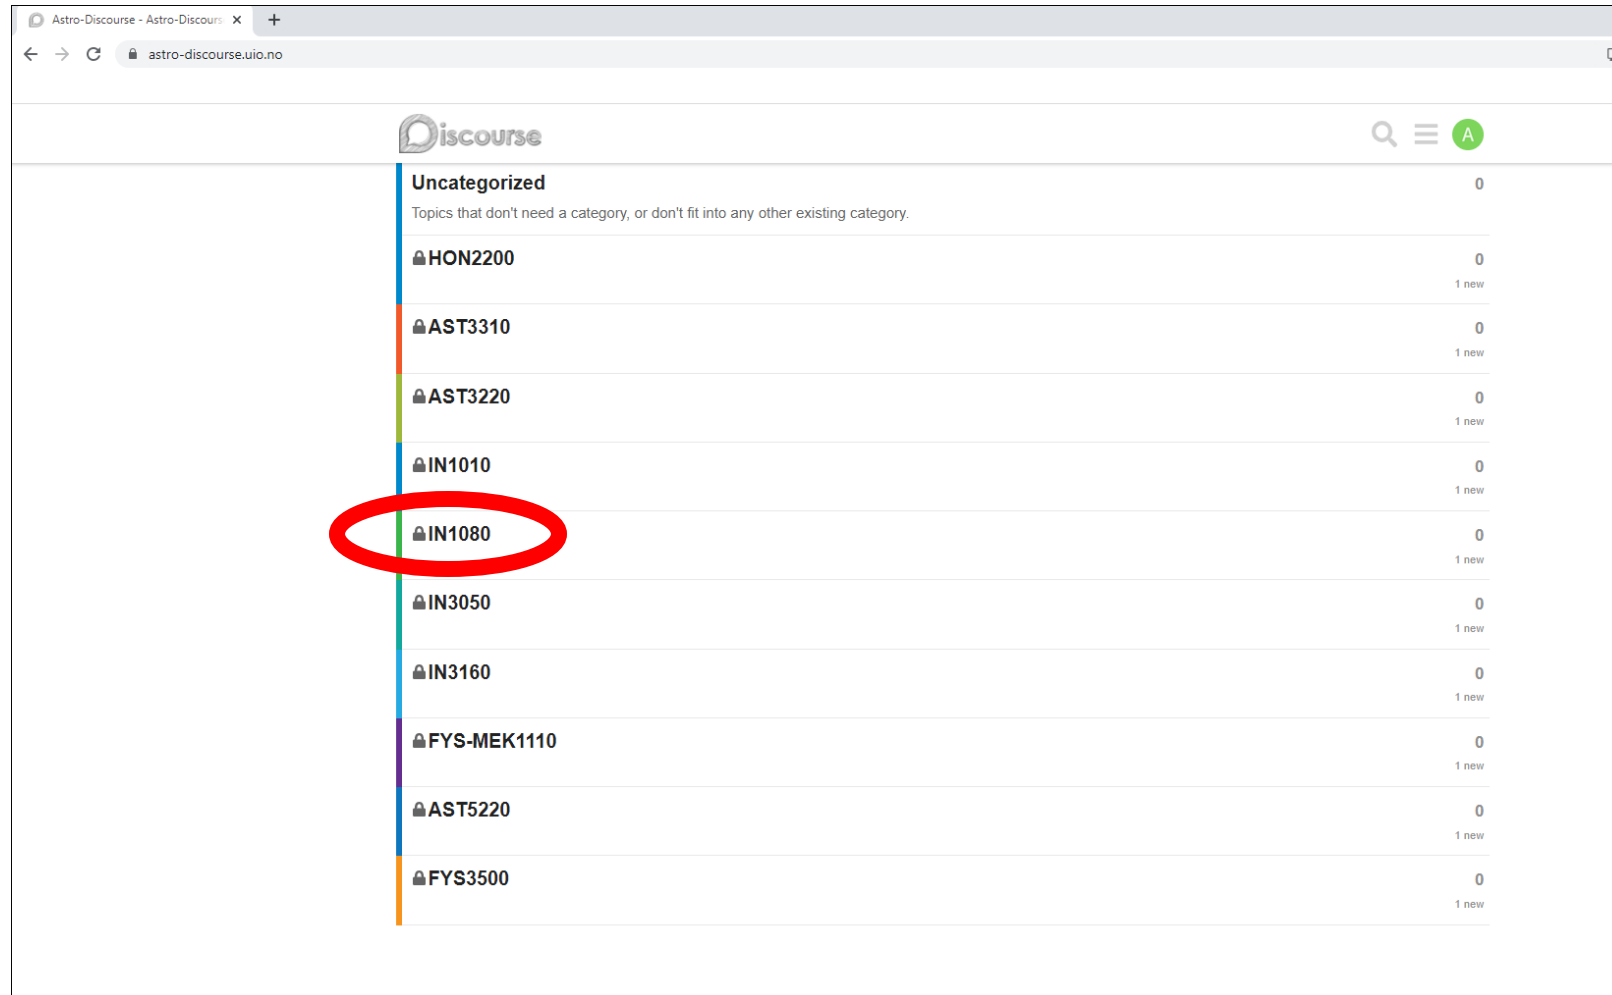 Astro-Discourse - Astro-Discours
astro-discourse.uio.no
Discourse
A
Uncategorized 0
Topics that don't need a category, or don't fit into any other existing category.
HON2200 0
1 new
AST3310 0
1 new
AST3220 0
1 new
IN1010 0
1 new
IN1080 0
1 new
IN3050 0
1 new
IN3160 0
1 new
FYS-MEK1110 0
1 new
AST5220 0
1 new
FYS3500 0
1 new